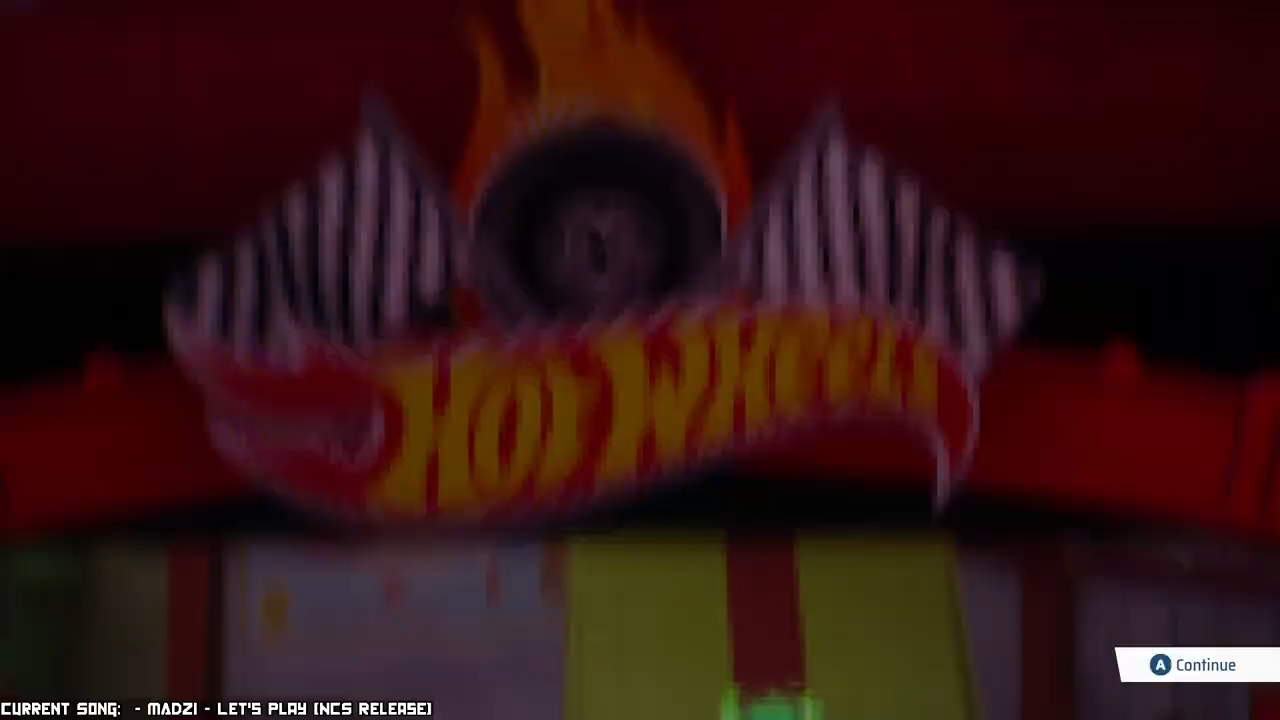 HOT WHEELS
Continue
CURRENT SONG:  - MADZI - LET'S PLAY [NCS RELEASE]